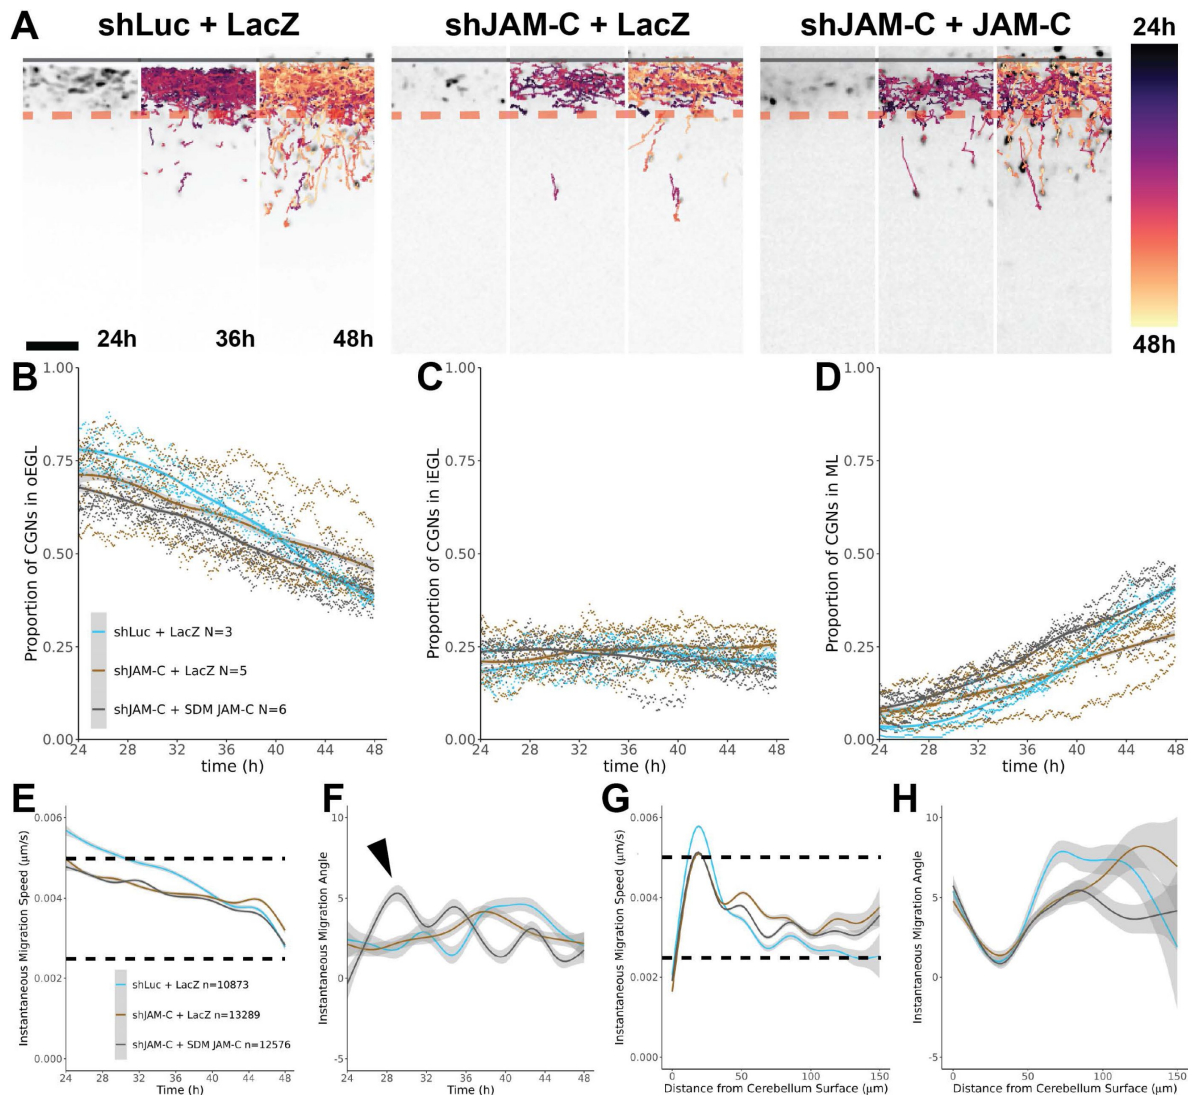 A
shLuc + LacZ
shJAM-C + LacZ
shJAM-C + JAM-C
24h
24h
36h
48h
48h
B
1.00
0.75
0.50
0.25
0.00
24 28 32 36 40 44 48
time (h)
Proportion of CGNs in oEGL
shLuc + LacZ N=3
shJAM-C + LacZ N=5
shJAM-C + SDM JAM-C N=6
C
1.00
0.75
0.50
0.25
0.00
24 28 32 36 40 44 48
time (h)
Proportion of CGNs in iEGL
D
1.00
0.75
0.50
0.25
0.00
24 28 32 36 40 44 48
time (h)
Proportion of CGNs in ML
E
0.006
0.004
0.002
0.000
24 28 32 36 40 44 48
Time (h)
Instantaneous Migration Speed (μm/s)
shLuc + LacZ n=10873
shJAM-C + LacZ n=13289
shJAM-C + SDM JAM-C n=12576
F
10
5
0
-5
24 28 32 36 40 44 48
Time (h)
Instantaneous Migration Angle
G
0.006
0.004
0.002
0.000
0 50 100 150
Distance from Cerebellum Surface (μm)
Instantaneous Migration Speed (μm/s)
H
10
5
0
-5
0 50 100 150
Distance from Cerebellum Surface (μm)
Instantaneous Migration Angle